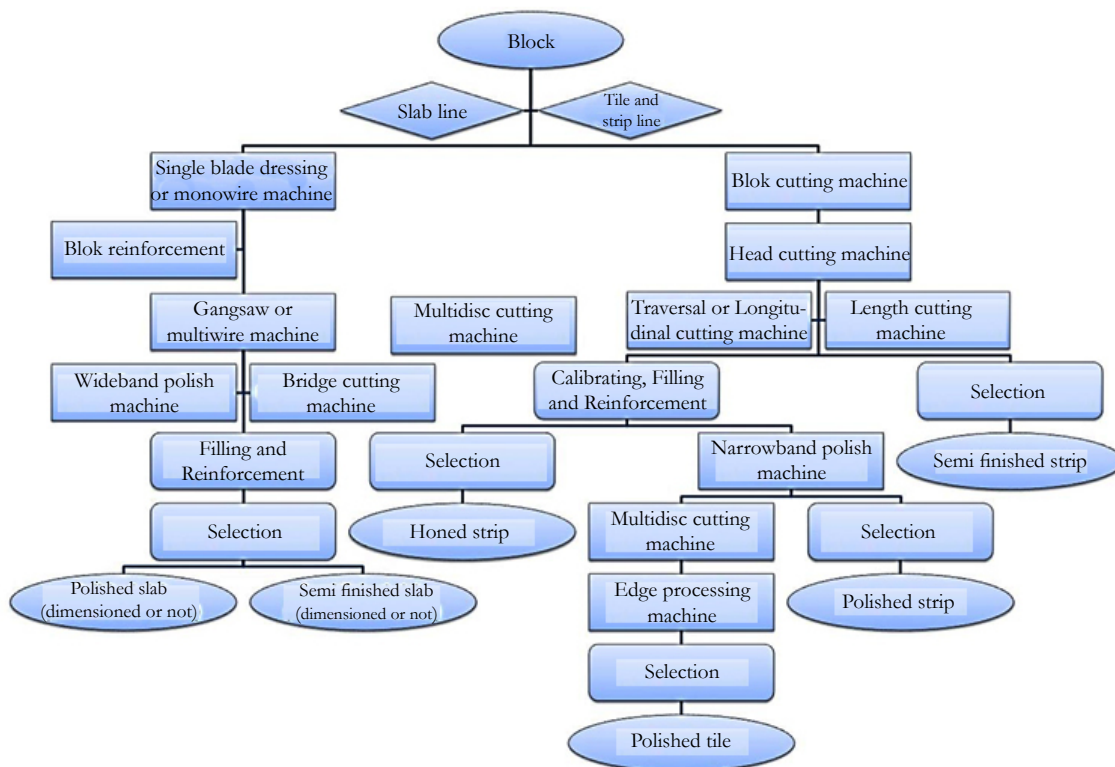 Block
Slab line
Tile and
strip line
Single blade dressing
or monowire machine
Blok cutting machine
Blok reinforcement
Head cutting machine
Gangsaw or
multiwire machine
Multidisc cutting
machine
Traversal or Longitu-
dinal cutting machine
Length cutting
machine
Wideband polish
machine
Bridge cutting
machine
Calibrating, Filling
and Reinforcement
Selection
Filling and
Reinforcement
Selection
Narrowband polish
machine
Semi finished strip
Selection
Honed strip
Multidisc cutting
machine
Selection
Polished slab
(dimensioned or not)
Semi finished slab
(dimensioned or not)
Edge processing
machine
Polished strip
Selection
Polished tile